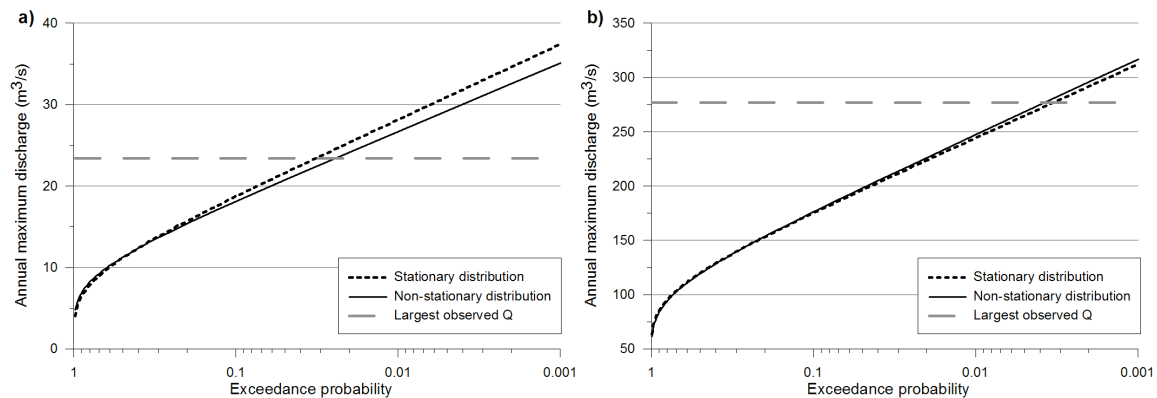 a)
Annual maximum discharge (m³/s)
40
30
20
10
0
Stationary distribution
Non-stationary distribution
Largest observed Q
1
0.1
0.01
0.001
Exceedance probability
b)
Annual maximum discharge (m³/s)
350
300
250
200
150
100
50
Stationary distribution
Non-stationary distribution
Largest observed Q
1
0.1
0.01
0.001
Exceedance probability